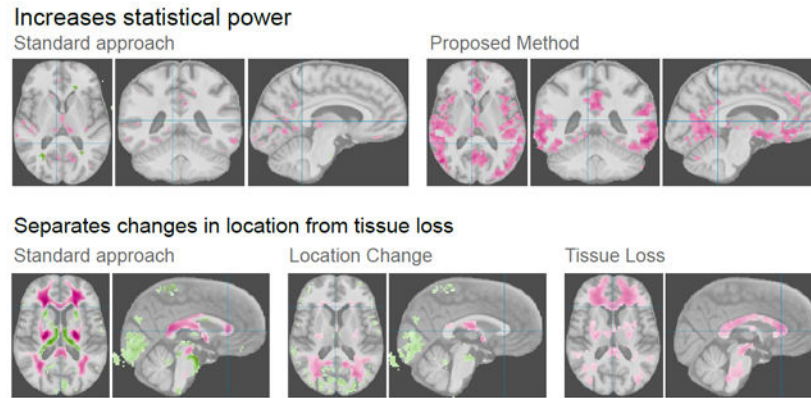 Increases statistical power
Standard approach
Proposed Method
Separates changes in location from tissue loss
Standard approach
Location Change
Tissue Loss